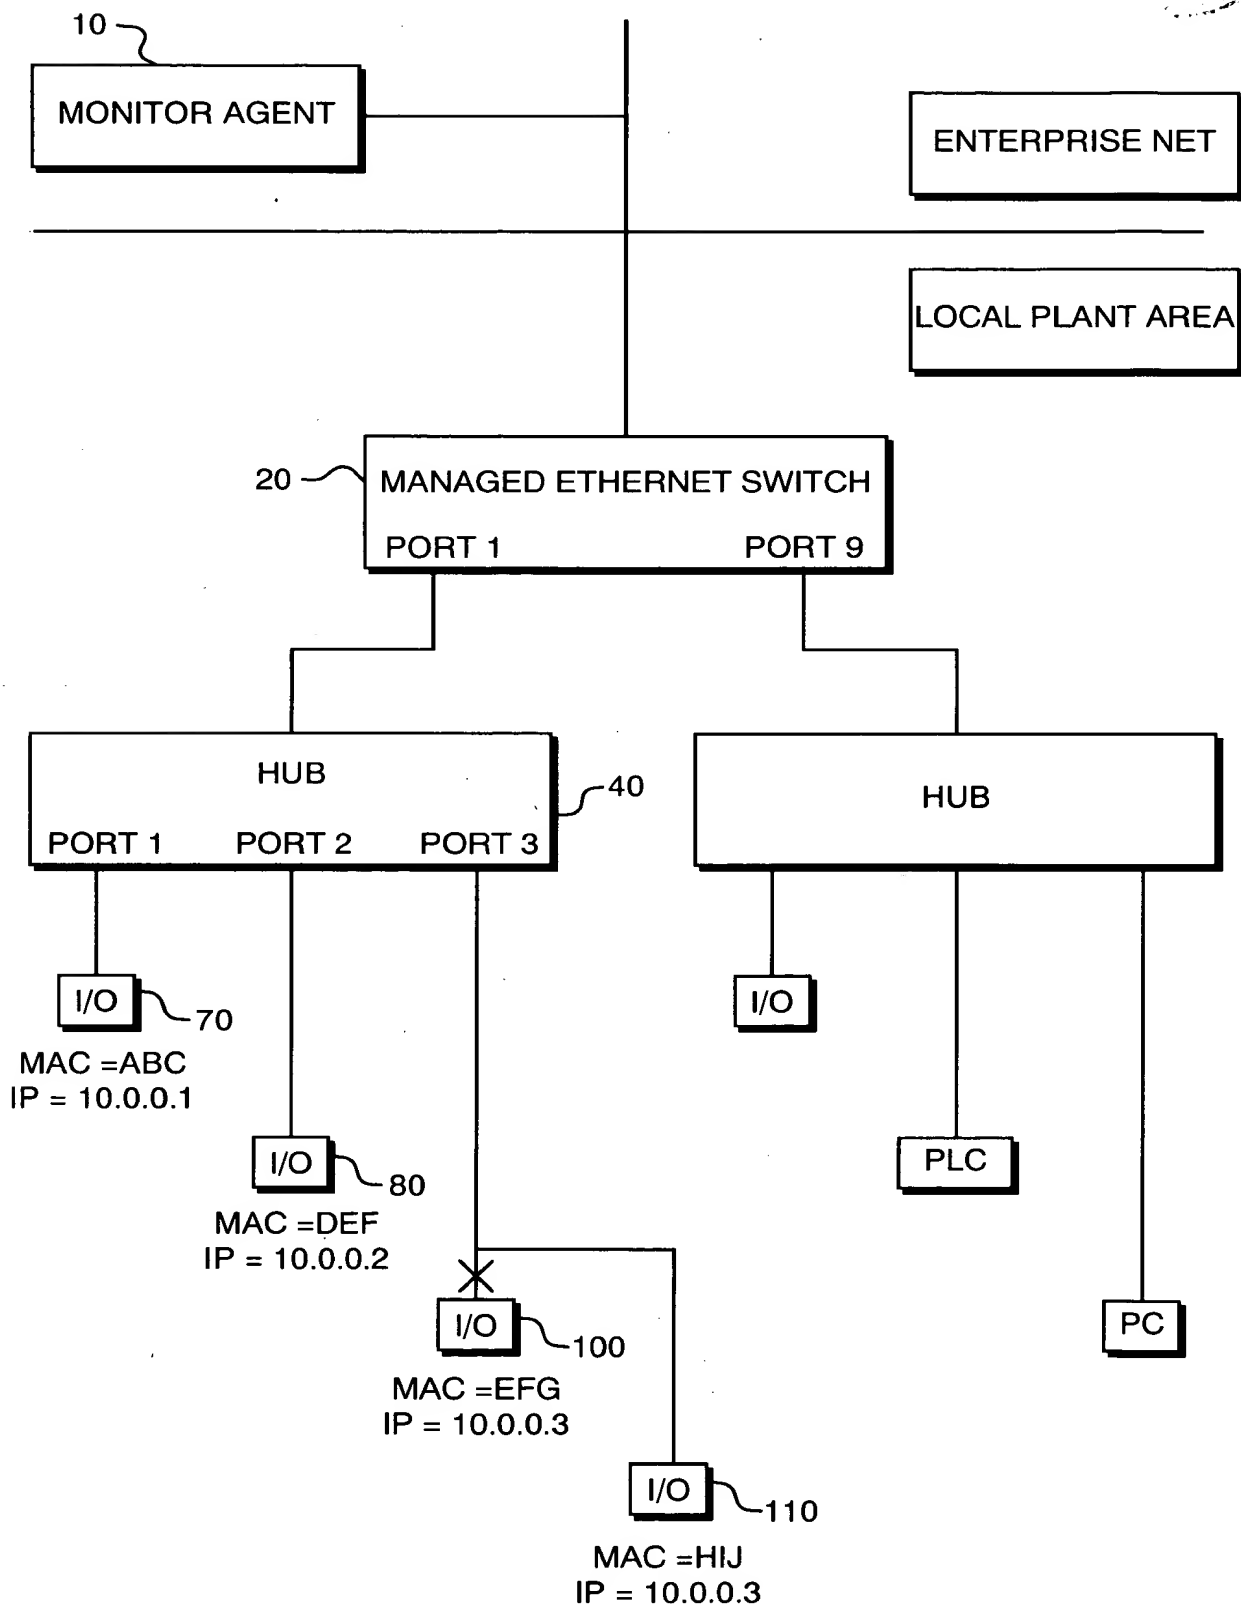 10
MONITOR AGENT
ENTERPRISE NET
LOCAL PLANT AREA
20
MANAGED ETHERNET SWITCH
PORT 1 PORT 9
HUB
40
PORT 1 PORT 2 PORT 3
HUB
I/O
70
MAC =ABC
IP = 10.0.0.1
I/O
I/O
80
MAC =DEF
IP = 10.0.0.2
PLC
I/O
100
MAC =EFG
IP = 10.0.0.3
PC
I/O
110
MAC =HIJ
IP = 10.0.0.3